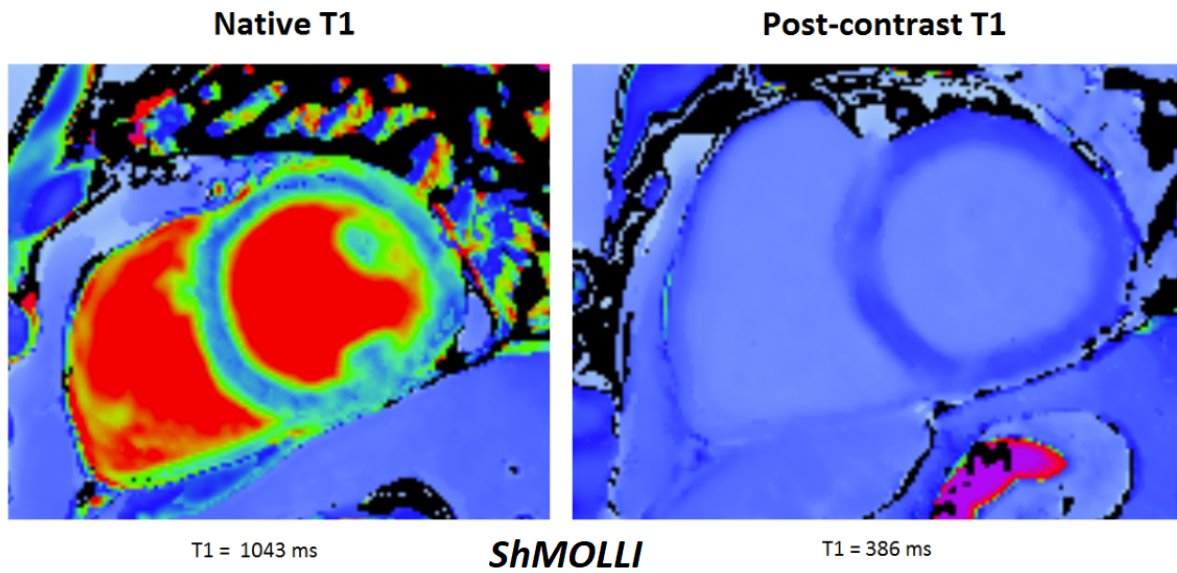 Native T1
Post-contrast T1
T1 = 1043 ms
ShMOLLI
T1 = 386 ms